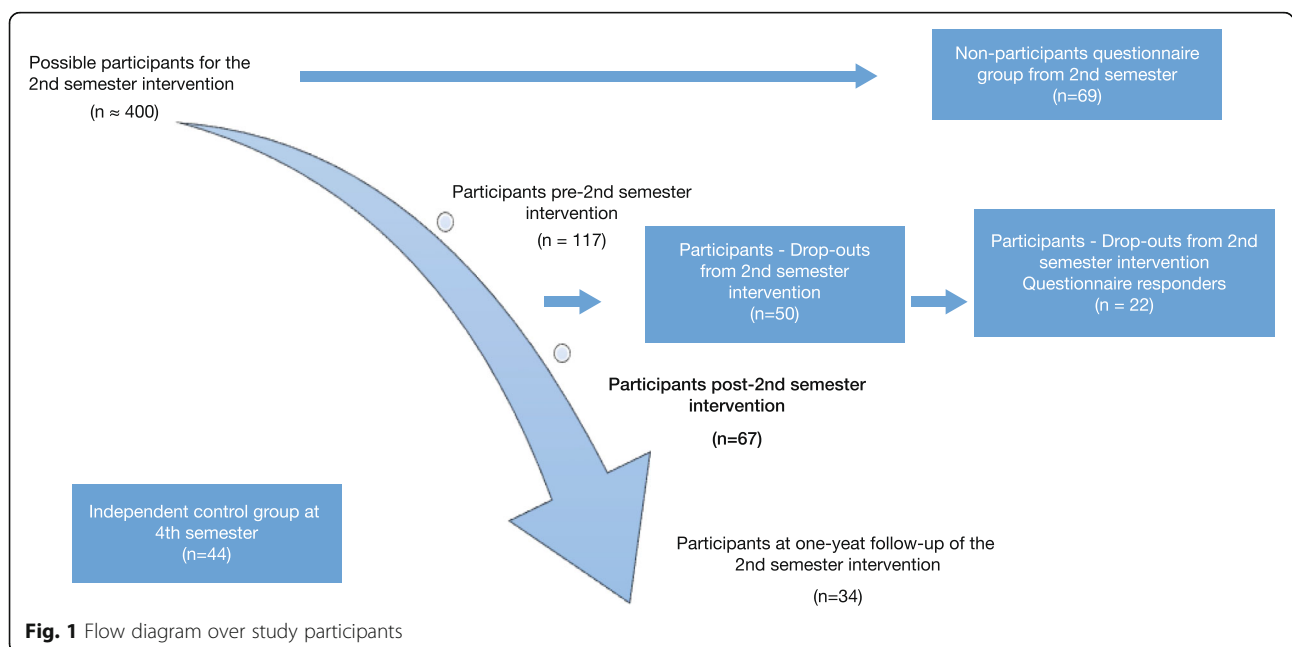 Possible participants for the
2nd semester intervention
(n ≈ 400)
Non-participants questionnaire
group from 2nd semester
(n=69)
Participants pre-2nd semester
intervention
(n = 117)
Participants - Drop-outs
from 2nd semester
intervention
(n=50)
Participants - Drop-outs from 2nd
semester intervention
Questionnaire responders
(n = 22)
Participants post-2nd semester
intervention
(n=67)
Independent control group at
4th semester
(n=44)
Participants at one-yeat follow-up of the
2nd semester intervention
(n=34)
Fig. 1 Flow diagram over study participants